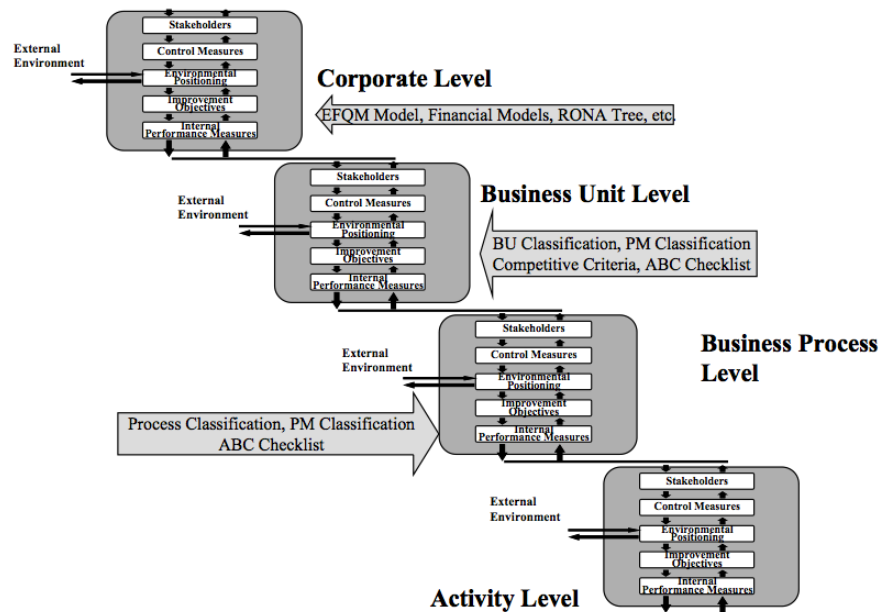 Stakeholders
External
Environment
Control Measures
Environmental
Positioning
Improvement
Objectives
Internal
Performance Measures
Corporate Level
EFQM Model, Financial Models, RONA Tree, etc.
Stakeholders
External
Environment
Control Measures
Environmental
Positioning
Improvement
Objectives
Internal
Performance Measures
Business Unit Level
BU Classification, PM Classification
Competitive Criteria, ABC Checklist
Stakeholders
External
Environment
Control Measures
Environmental
Positioning
Improvement
Objectives
Internal
Performance Measures
Business Process
Level
Process Classification, PM Classification
ABC Checklist
Stakeholders
External
Environment
Control Measures
Environmental
Positioning
Improvement
Objectives
Internal
Performance Measures
Activity Level